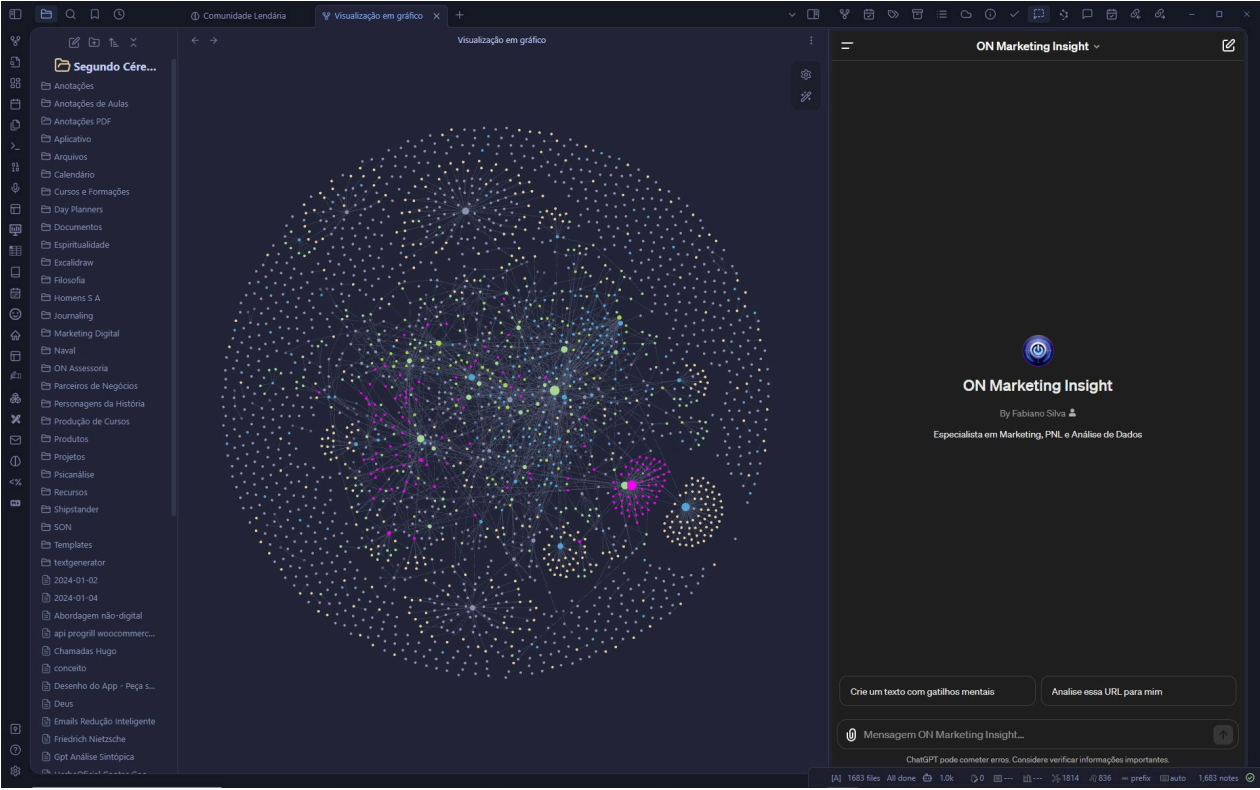 Comunidade Lendária
Visualização em gráfico
Segundo Cére...
Anotações
Anotações de Aulas
Anotações PDF
Aplicativo
Arquivos
Calendário
Cursos e Formações
Day Planners
Documentos
Espiritualidade
Excalidraw
Filosofia
Homens S A
Journaling
Marketing Digital
Naval
ON Assessoria
Parceiros de Negócios
Personagens da História
Produção de Cursos
Produtos
Projetos
Psicanálise
Recursos
Shipstander
SON
Templates
textgenerator
2024-01-02
2024-01-04
Abordagem não-digital
api progrill woocommerc...
Chamadas Hugo
conceito
Desenho do App - Peça s...
Deus
Emails Redução Inteligente
Friedrich Nietzsche
Gpt Análise Sintópica
Visualização em gráfico
ON Marketing Insight
ON Marketing Insight
By Fabiano Silva
Especialista em Marketing, PNL e Análise de Dados
Crie um texto com gatilhos mentais
Analise essa URL para mim
Mensagem ON Marketing Insight...
ChatGPT pode cometer erros. Considere verificar informações importantes.
[A] 1683 files All done 1.0k 0 --- --- 1814 836 prefix auto 1,683 notes